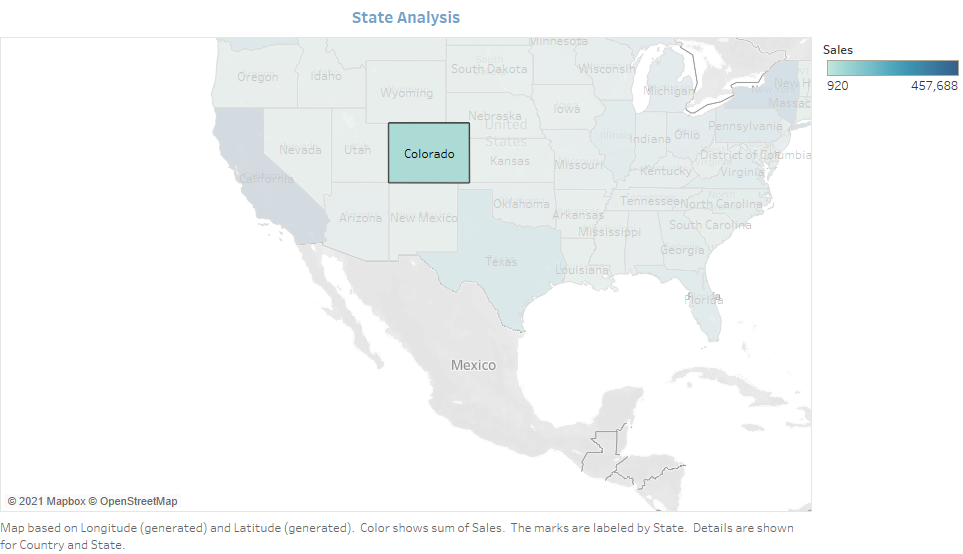 State Analysis
Sales
920 457,688
Minnesota
Oregon
Idaho
South Dakota
Wisconsin
Michigan
New H
Wyoming
Massac
Nebraska
Iowa
United
States
Illinois
Indiana
Ohio
Pennsylvania
Nevada
Utah
Colorado
Kansas
Missouri
District of Columbia
Kentucky
Virginia
California
Oklahoma
Tennessee
North Carolina
Arizona
New Mexico
Arkansas
Mississippi
South Carolina
Georgia
Texas
Louisiana
Florida
Mexico
© 2021 Mapbox © OpenStreetMap
Map based on Longitude (generated) and Latitude (generated). Color shows sum of Sales. The marks are labeled by State. Details are shown
for Country and State.